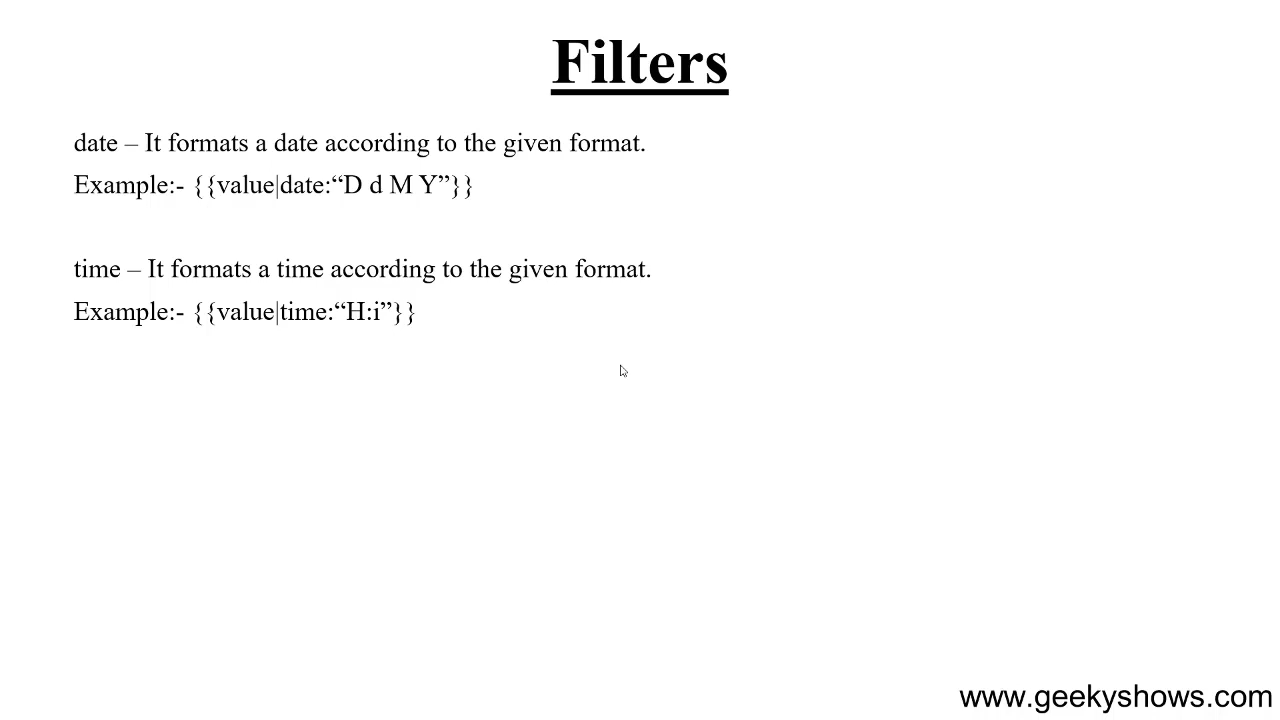 Filters
date – It formats a date according to the given format.
Example:- {{value|date:“D d M Y”}}
time – It formats a time according to the given format.
Example:- {{value|time:“H:i”}}
www.geekyshows.com